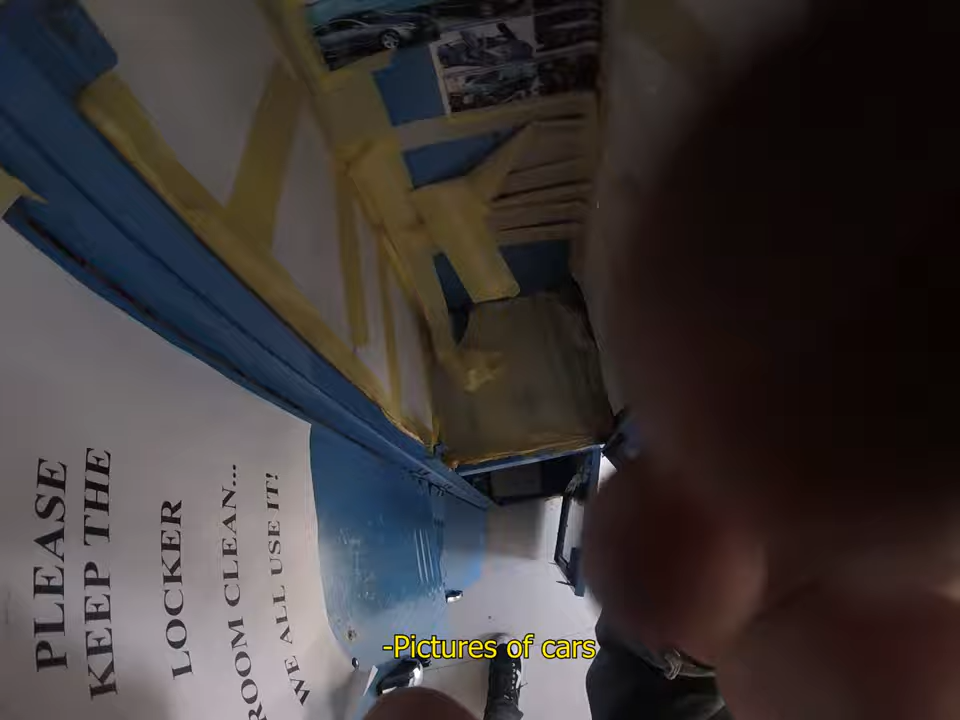 PLEASE
KEEP THE
LOCKER
ROOM CLEAN...
WE ALL USE IT!
-Pictures of cars